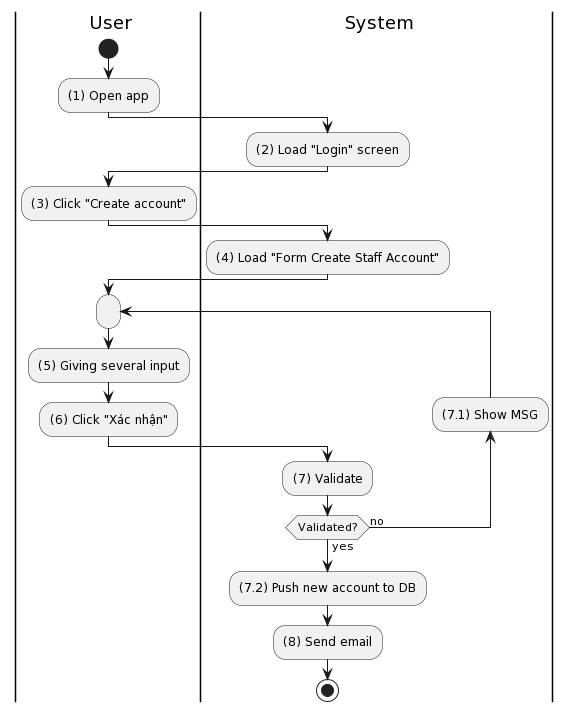 User
System
(1) Open app
(2) Load "Login" screen
(3) Click "Create account"
(4) Load "Form Create Staff Account"
(5) Giving several input
(6) Click "Xác nhận"
(7.1) Show MSG
(7) Validate
Validated?
no
yes
(7.2) Push new account to DB
(8) Send email